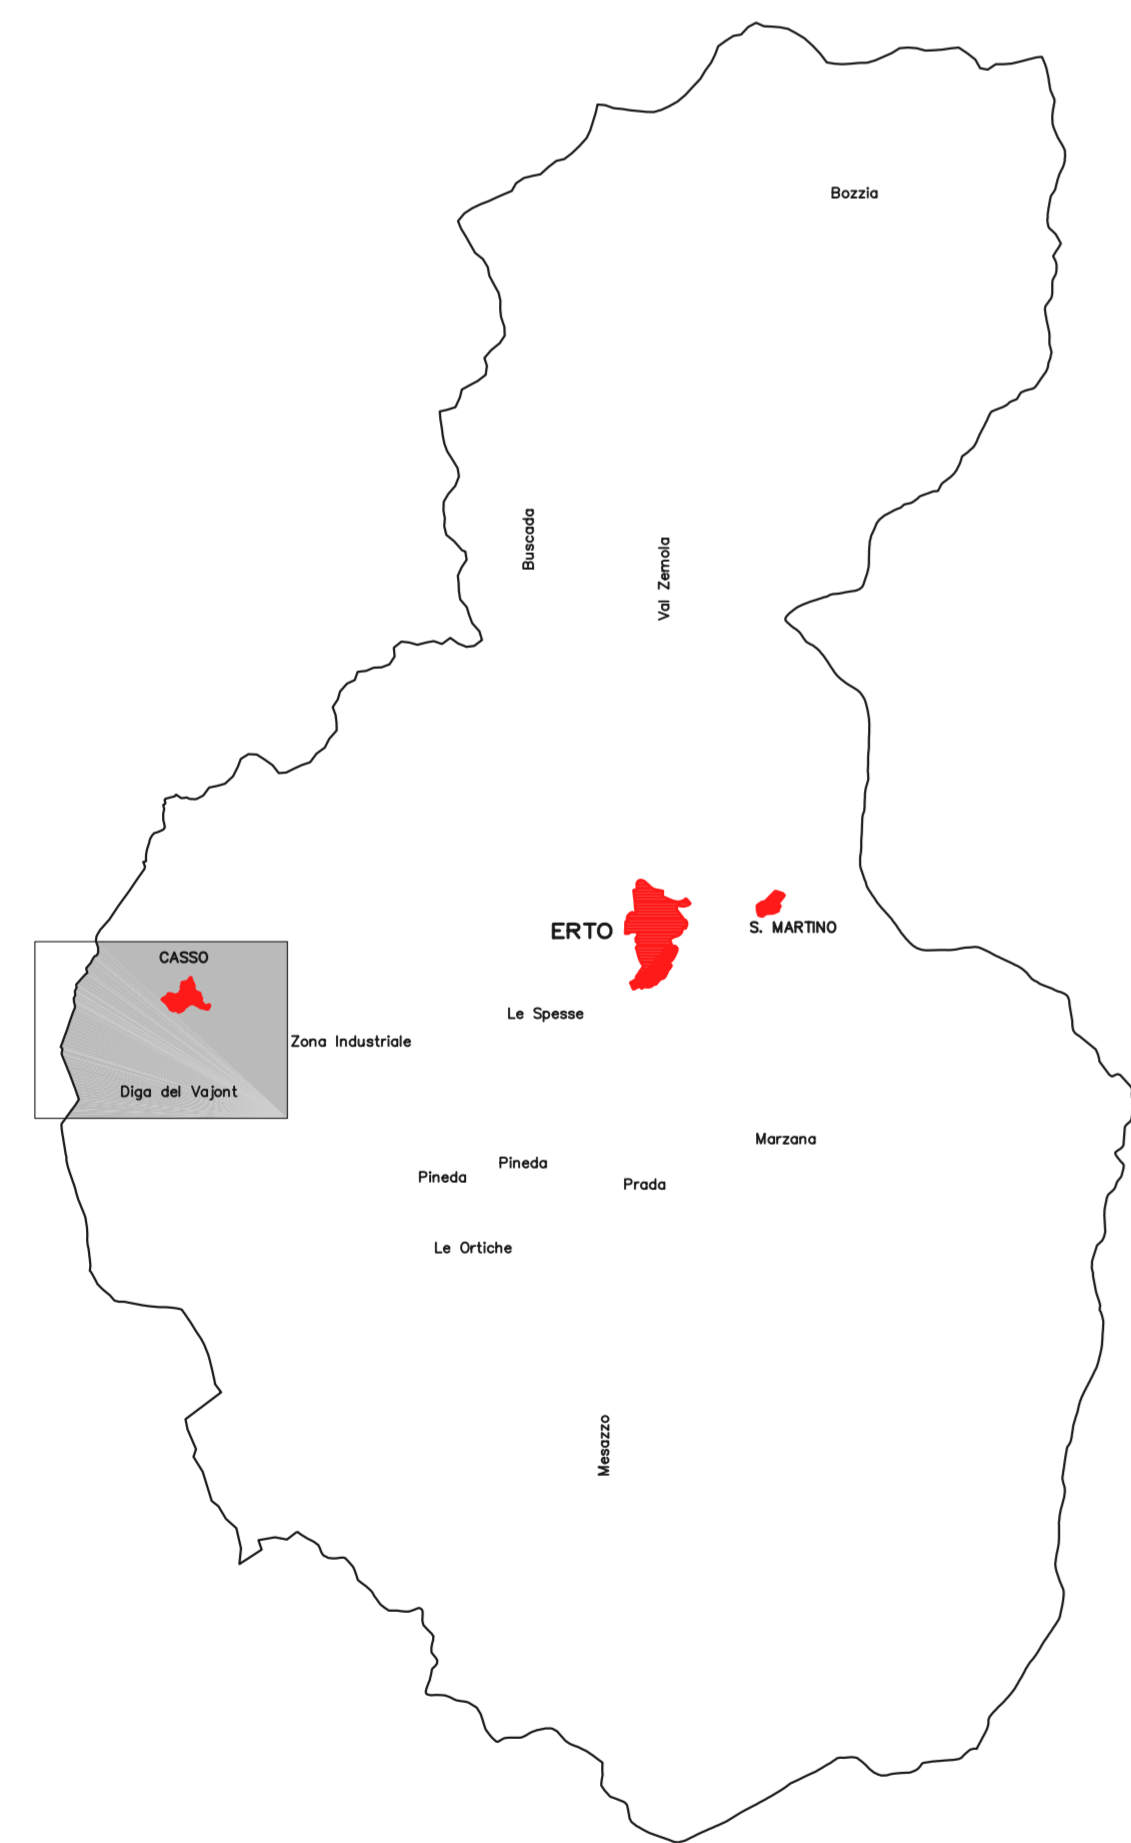 Bozzia
Buscada
Val Zemola
ERTO
S. MARTINO
CASSO
Le Spesse
Zona Industriale
Diga del Vajont
Marzana
Pineda
Pineda
Prada
Le Ortiche
Mesazzo